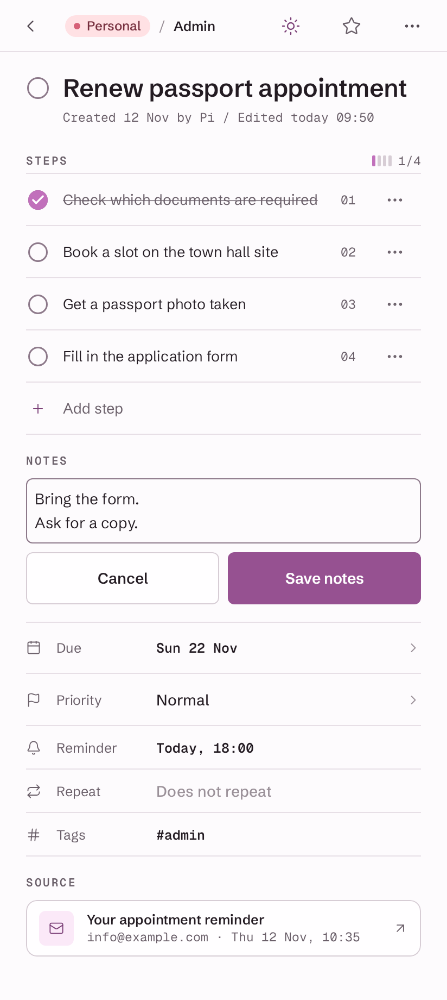 Personal / Admin
Renew passport appointment
Created 12 Nov by Pi / Edited today 09:50
STEPS 1/4
Check which documents are required 01
Book a slot on the town hall site 02
Get a passport photo taken 03
Fill in the application form 04
+ Add step
NOTES
Bring the form.
Ask for a copy.
Cancel Save notes
Due Sun 22 Nov
Priority Normal
Reminder Today, 18:00
Repeat Does not repeat
Tags #admin
SOURCE
Your appointment reminder
info@example.com · Thu 12 Nov, 10:35